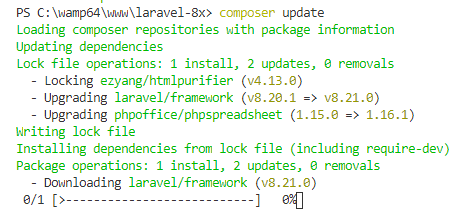 PS C:\wamp64\www\laravel-8x> composer update
Loading composer repositories with package information
Updating dependencies
Lock file operations: 1 install, 2 updates, 0 removals
  - Locking ezyang/htmlpurifier (v4.13.0)
  - Upgrading laravel/framework (v8.20.1 => v8.21.0)
  - Upgrading phpoffice/phpspreadsheet (1.15.0 => 1.16.1)
Writing lock file
Installing dependencies from lock file (including require-dev)
Package operations: 1 install, 2 updates, 0 removals
  - Downloading laravel/framework (v8.21.0)
 0/1 [>---------------------------]   0%